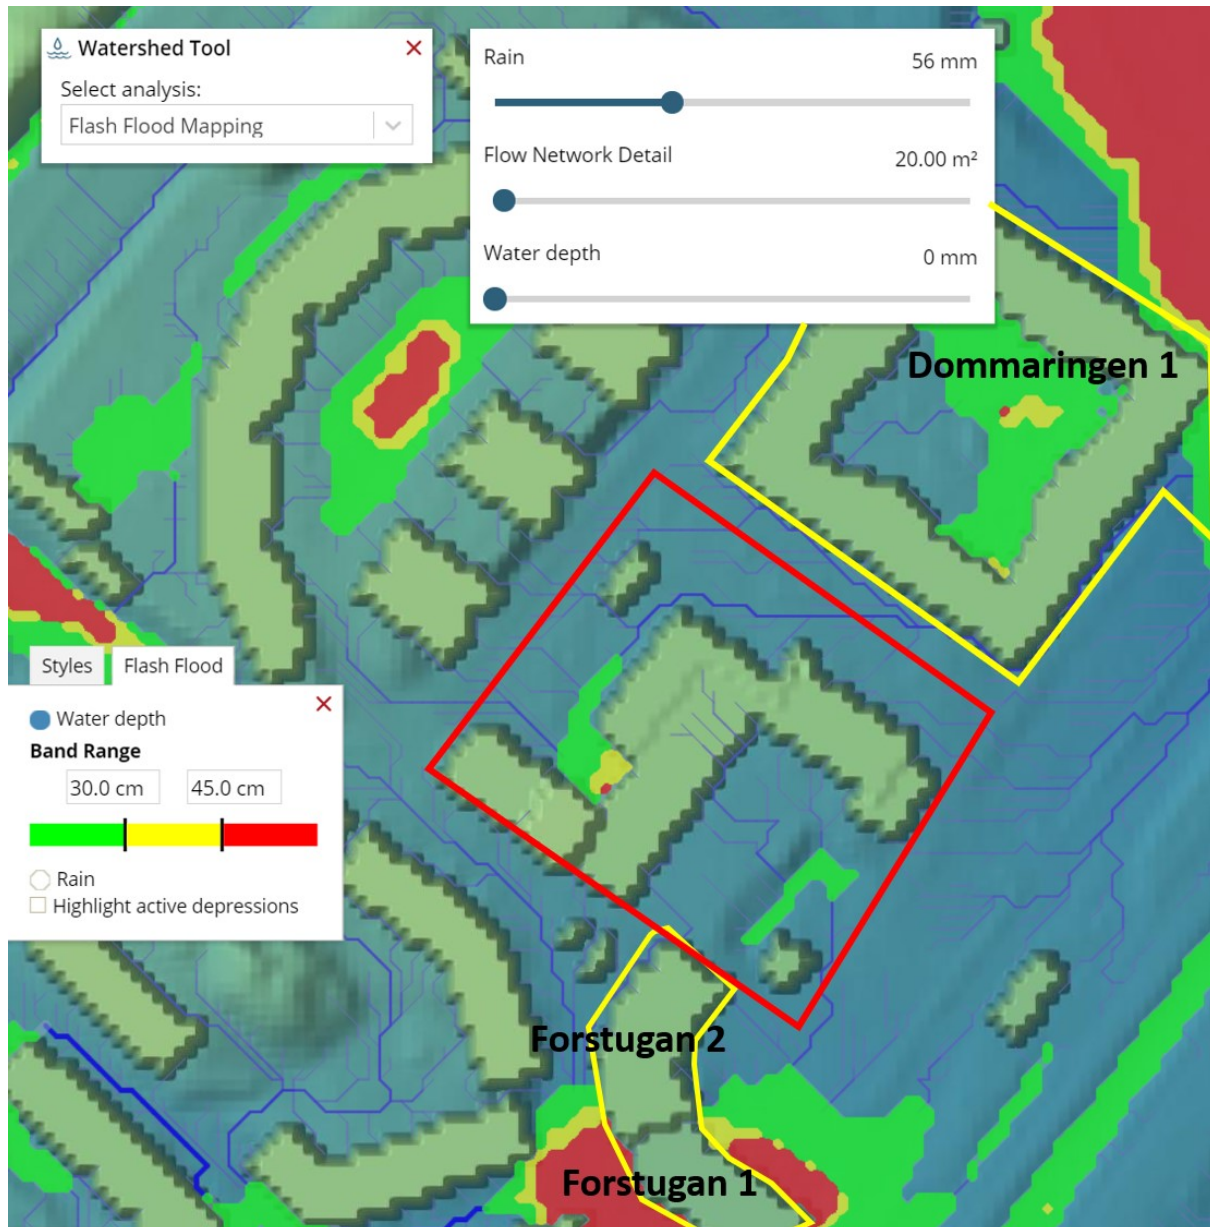 Watershed Tool
Select analysis:
Flash Flood Mapping
Rain
56 mm
Flow Network Detail
20.00 m²
Water depth
0 mm
Dommaringen 1
Styles
Flash Flood
Water depth
Band Range
30.0 cm
45.0 cm
Rain
Highlight active depressions
Forstugan 2
Forstugan 1